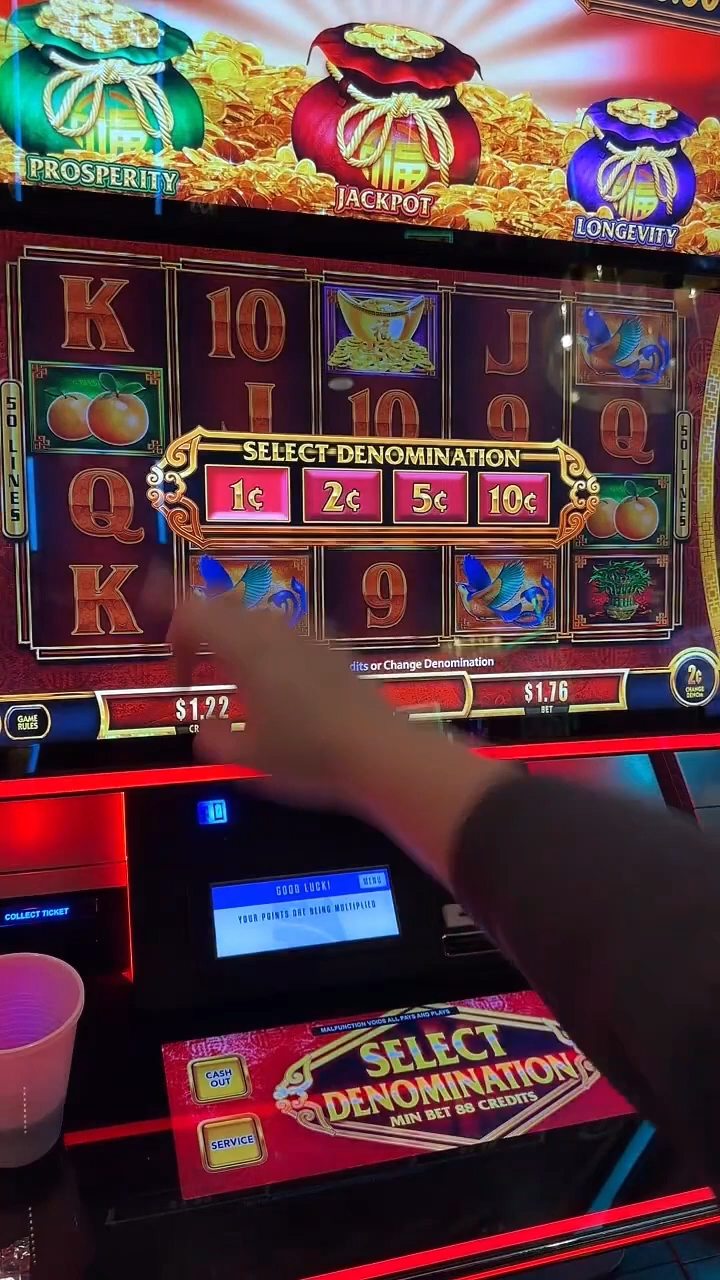 PROSPERITY
JACKPOT
LONGEVITY
K
10
J
J
10
9
Q
50 LINES
50 LINES
SELECT DENOMINATION
1¢ 2¢ 5¢ 10¢
Q
K
9
or Change Denomination
GAME RULES
$1.22
$1.76
BET
2¢
CHANGE DENOM
GOOD LUCK!
MENU
YOUR POINTS ARE BEING MULTIPLIED
COLLECT TICKET
MALFUNCTION VOIDS ALL PAYS AND PLAYS
CASH OUT
SELECT
DENOMINATION
MIN BET 88 CREDITS
SERVICE